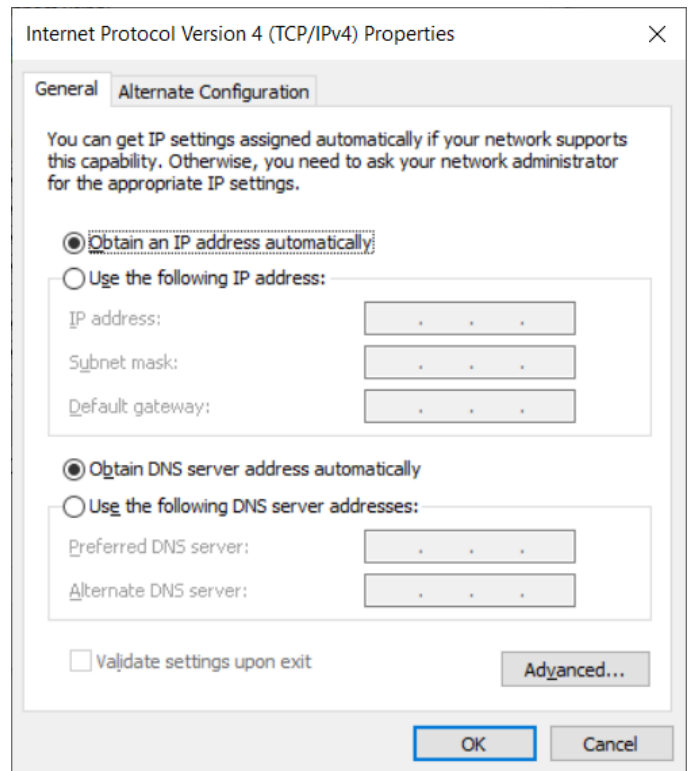 Internet Protocol Version 4 (TCP/IPv4) Properties
General
Alternate Configuration
You can get IP settings assigned automatically if your network supports
this capability. Otherwise, you need to ask your network administrator
for the appropriate IP settings.
Obtain an IP address automatically
Use the following IP address:
IP address:
Subnet mask:
Default gateway:
Obtain DNS server address automatically
Use the following DNS server addresses:
Preferred DNS server:
Alternate DNS server:
Validate settings upon exit
Advanced...
OK
Cancel